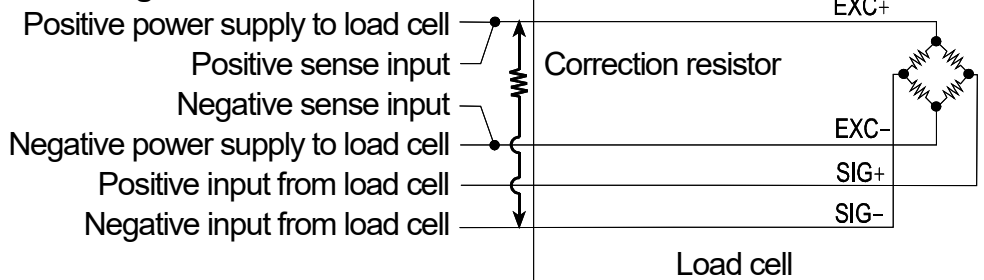 EXC+
Positive power supply to load cell
Positive sense input
Correction resistor
Negative sense input
EXC−
Negative power supply to load cell
SIG+
Positive input from load cell
SIG−
Negative input from load cell
Load cell